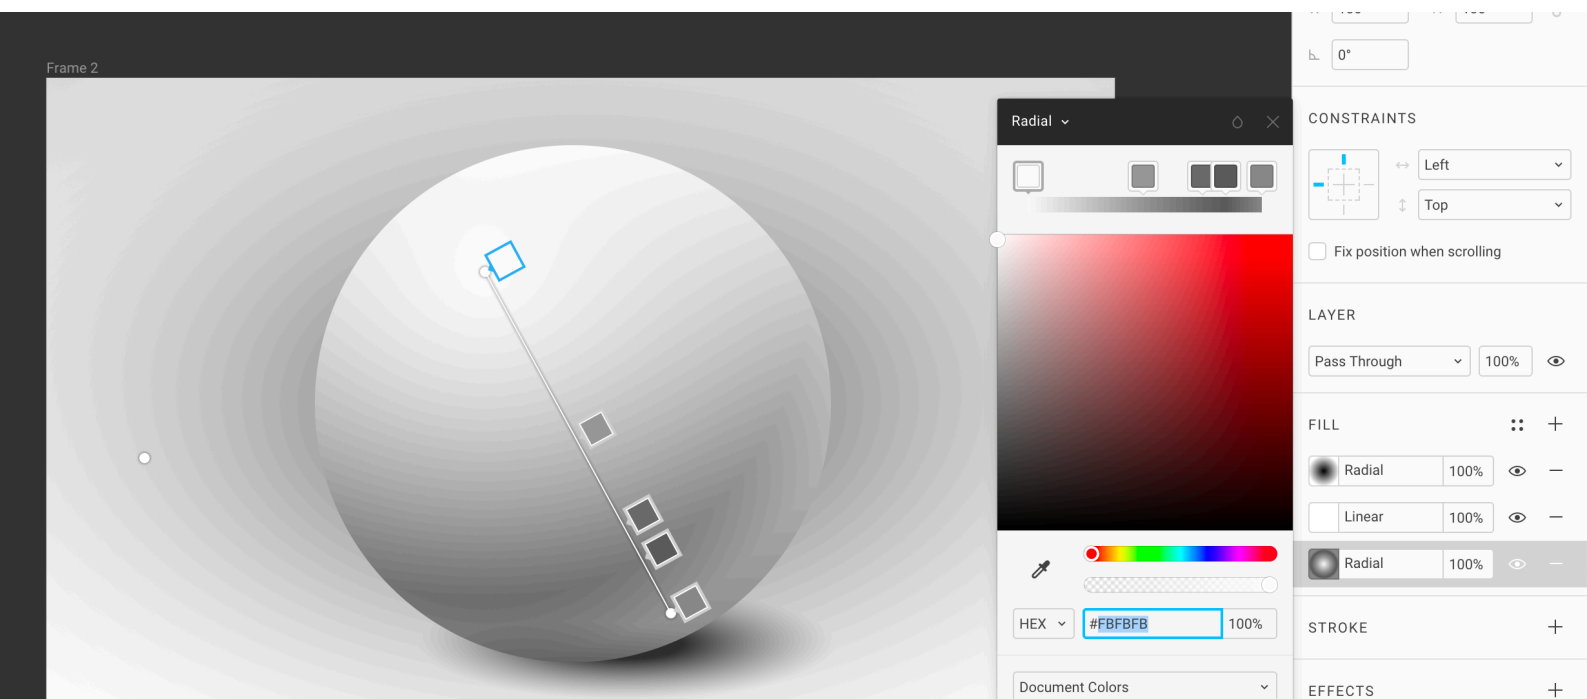 Frame 2
0°
Radial
CONSTRAINTS
Left
Top
Fix position when scrolling
LAYER
Pass Through
100%
FILL
Radial
100%
Linear
100%
Radial
100%
HEX
#FBFBFB
100%
STROKE
Document Colors
EFFECTS